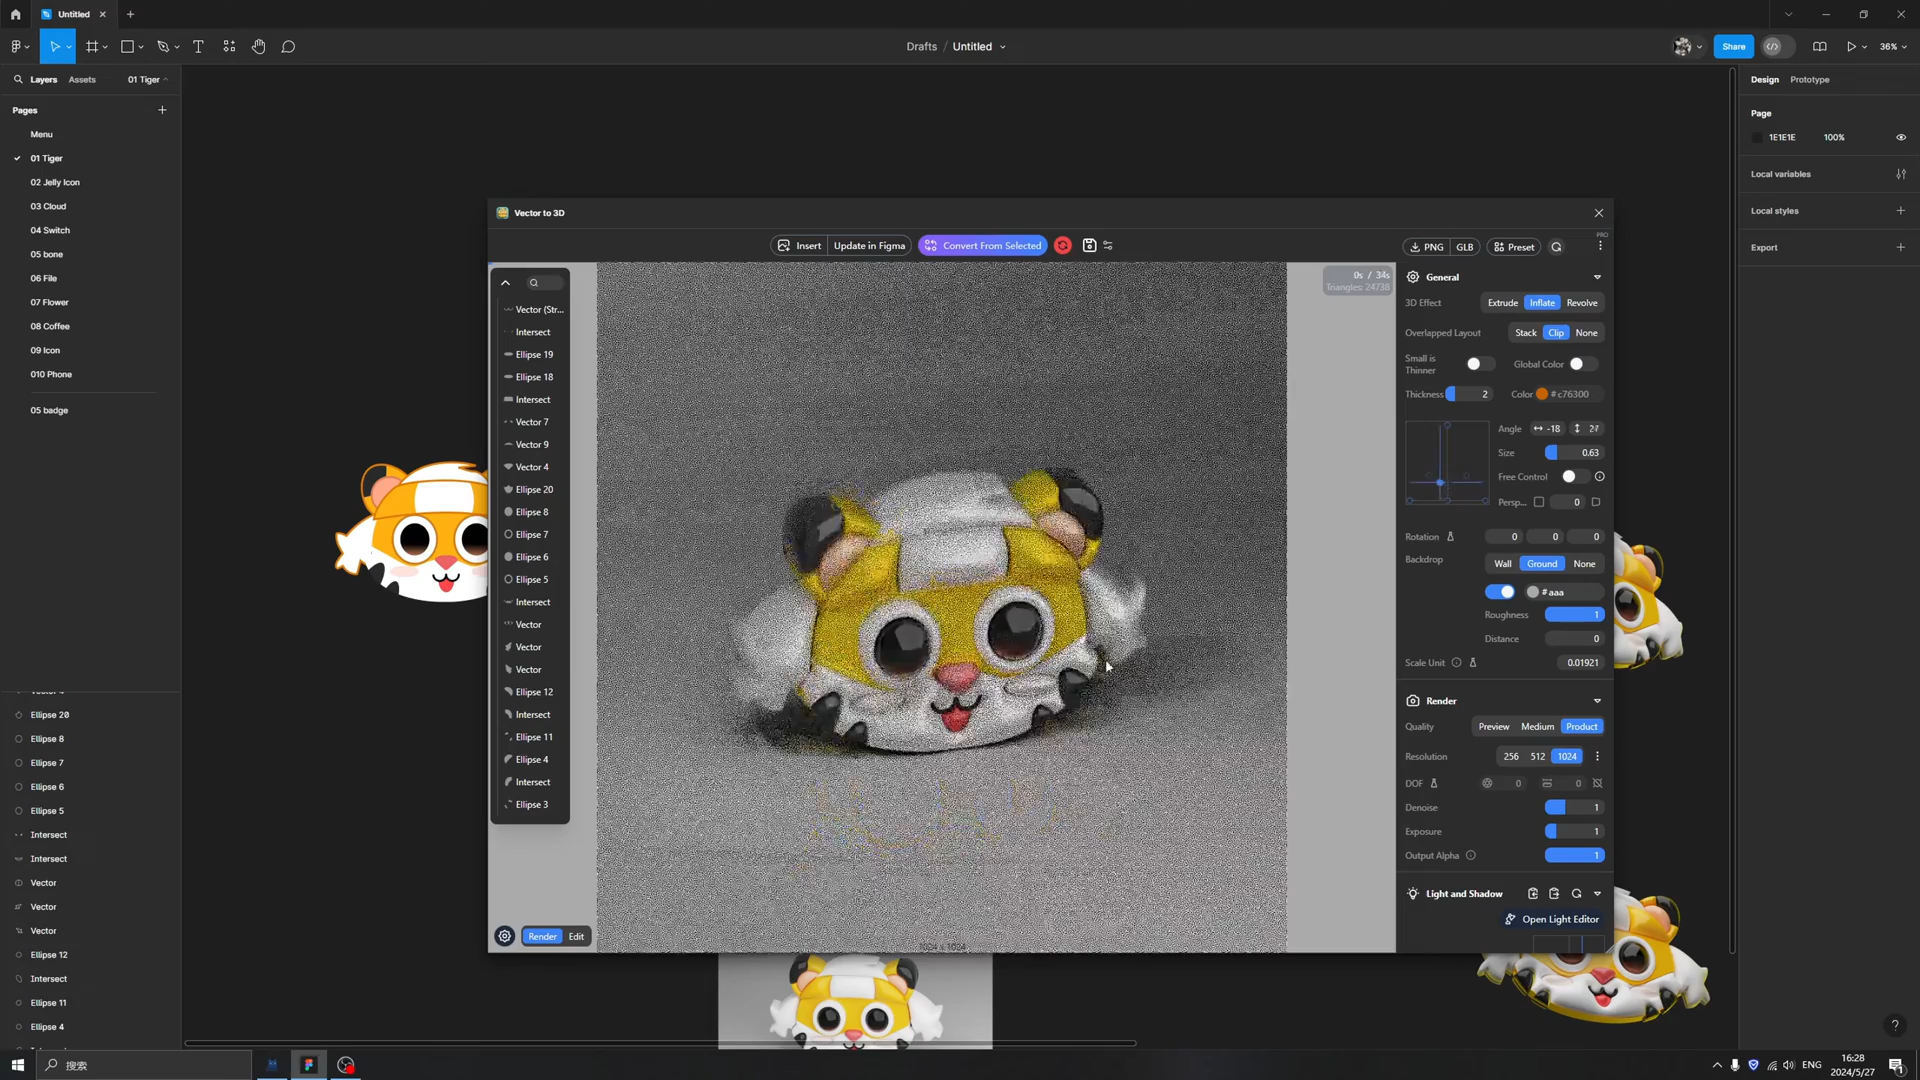 Untitled
Drafts / Untitled
Share
36%
Layers
Assets
01 Tiger
Design
Prototype
Pages
Menu
01 Tiger
02 Jelly Icon
03 Cloud
04 Switch
05 bone
06 File
07 Flower
08 Coffee
09 Icon
010 Phone
05 badge
Ellipse 20
Ellipse 8
Ellipse 7
Ellipse 6
Ellipse 5
Intersect
Intersect
Vector
Vector
Vector
Ellipse 12
Intersect
Ellipse 11
Ellipse 4
Vector to 3D
Insert
Update in Figma
Convert From Selected
PNG
GLB
Preset
PRO
Vector (Str...
Intersect
Ellipse 19
Ellipse 18
Intersect
Vector 7
Vector 9
Vector 4
Ellipse 20
Ellipse 8
Ellipse 7
Ellipse 6
Ellipse 5
Intersect
Vector
Vector
Vector
Ellipse 12
Intersect
Ellipse 11
Ellipse 4
Intersect
Ellipse 3
Render
Edit
0s / 34s
Triangles: 24738
1024 x 1024
General
3D Effect Extrude Inflate Revolve
Overlapped Layout Stack Clip None
Small is
Thinner
Global Color
Thickness 2 Color # c76300
Angle -18 24
Size 0.63
Free Control
Persp... 0
Rotation 0 0 0
Backdrop Wall Ground None
# aaa
Roughness 1
Distance 0
Scale Unit 0.01921
Render
Quality Preview Medium Product
Resolution 256 512 1024
DOF 0 0
Denoise 1
Exposure 1
Output Alpha 1
Light and Shadow
Open Light Editor
Page
1E1E1E 100%
Local variables
Local styles
Export
?
搜索
ENG
16:28
2024/5/27